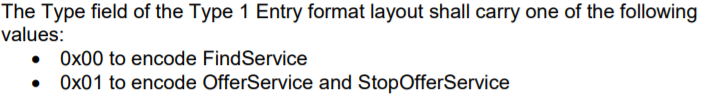 The Type field of the Type 1 Entry format layout shall carry one of the following
values:
• 0x00 to encode FindService
• 0x01 to encode OfferService and StopOfferService